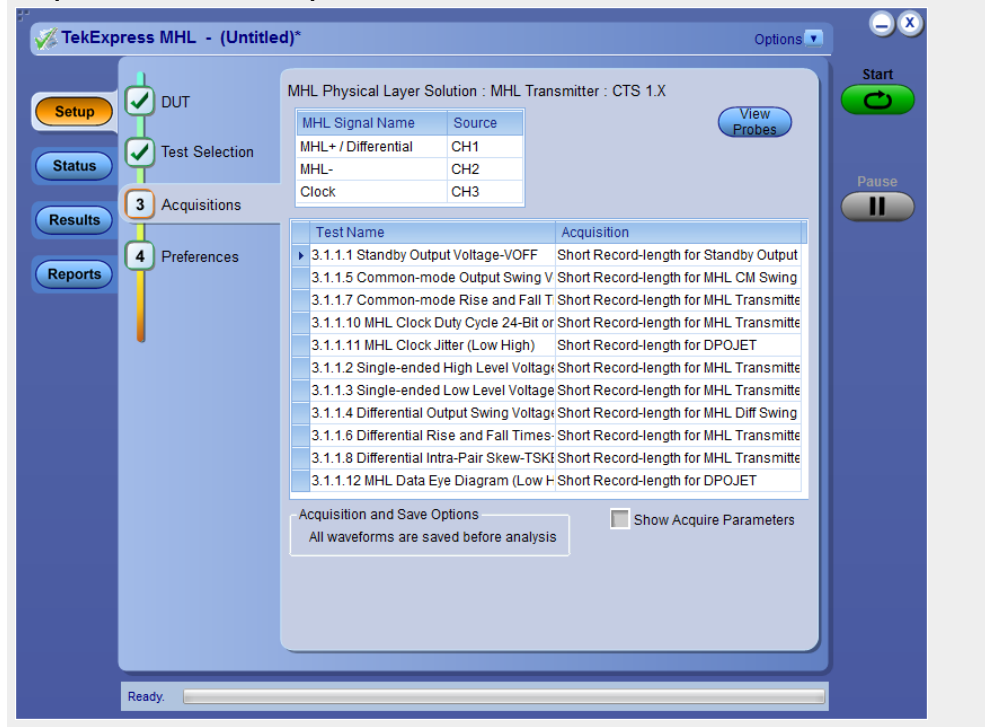 TekExpress MHL - (Untitled)*
Options
Start
Setup
Status
Results
Reports
DUT
Test Selection
3 Acquisitions
4 Preferences
MHL Physical Layer Solution : MHL Transmitter : CTS 1.X
View Probes
MHL Signal Name Source
MHL+ / Differential CH1
MHL- CH2
Clock CH3
Pause
Test Name Acquisition
3.1.1.1 Standby Output Voltage-VOFF Short Record-length for Standby Output
3.1.1.5 Common-mode Output Swing V Short Record-length for MHL CM Swing
3.1.1.7 Common-mode Rise and Fall T Short Record-length for MHL Transmitte
3.1.1.10 MHL Clock Duty Cycle 24-Bit or Short Record-length for MHL Transmitte
3.1.1.11 MHL Clock Jitter (Low High) Short Record-length for DPOJET
3.1.1.2 Single-ended High Level Voltage Short Record-length for MHL Transmitte
3.1.1.3 Single-ended Low Level Voltage Short Record-length for MHL Transmitte
3.1.1.4 Differential Output Swing Voltage Short Record-length for MHL Diff Swing
3.1.1.6 Differential Rise and Fall Times- Short Record-length for MHL Transmitte
3.1.1.8 Differential Intra-Pair Skew-TSKE Short Record-length for MHL Transmitte
3.1.1.12 MHL Data Eye Diagram (Low H Short Record-length for DPOJET
Acquisition and Save Options
All waveforms are saved before analysis
Show Acquire Parameters
Ready.